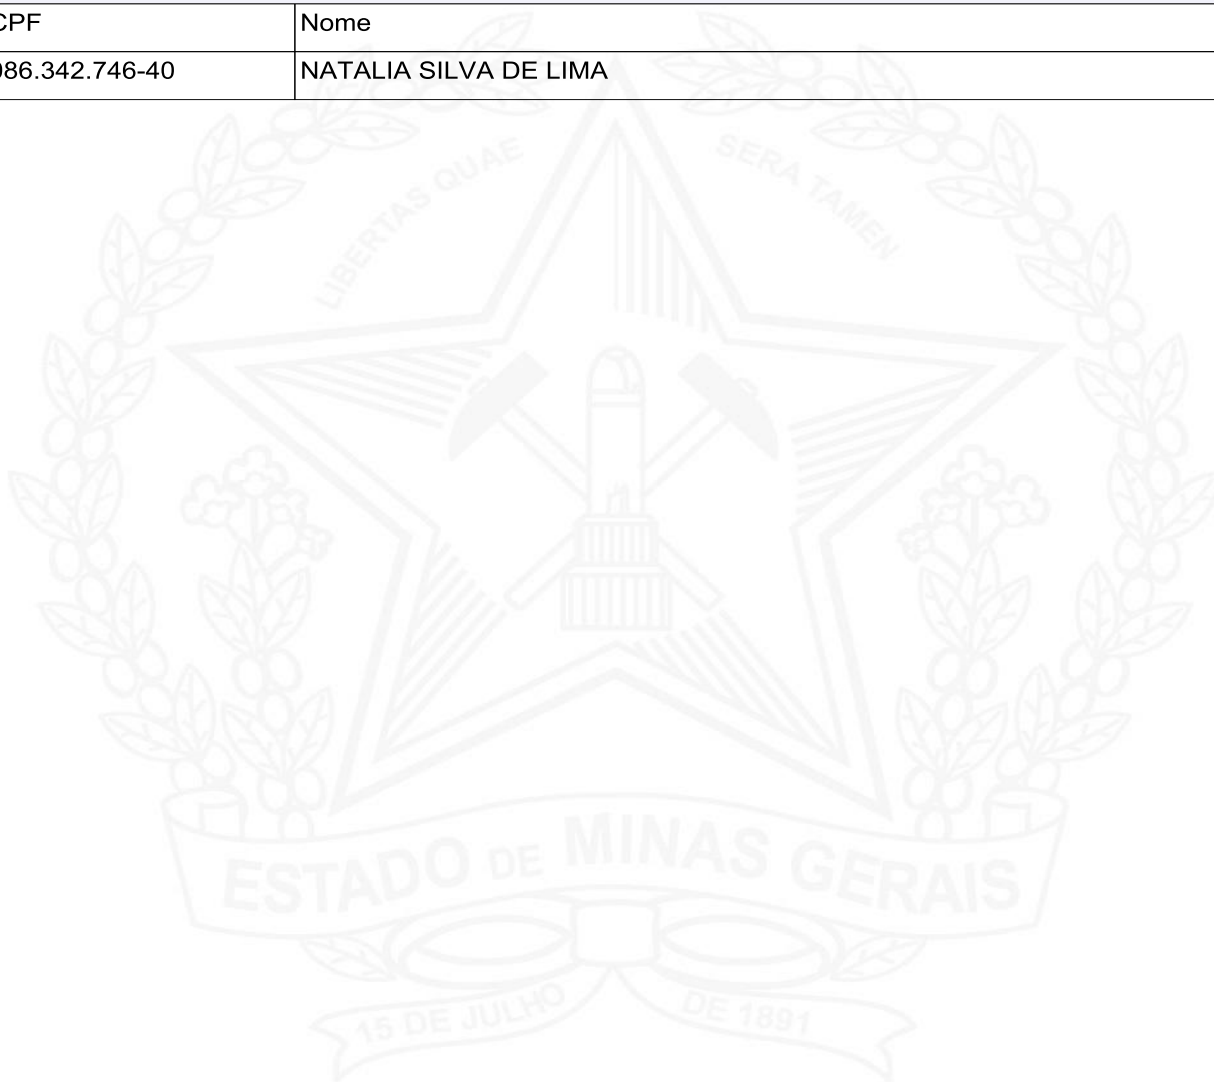 CPF Nome
086.342.746-40 NATALIA SILVA DE LIMA
LIBERTAS QUAE SERA TAMEN
ESTADO DE MINAS GERAIS
15 DE JULHO DE 1891